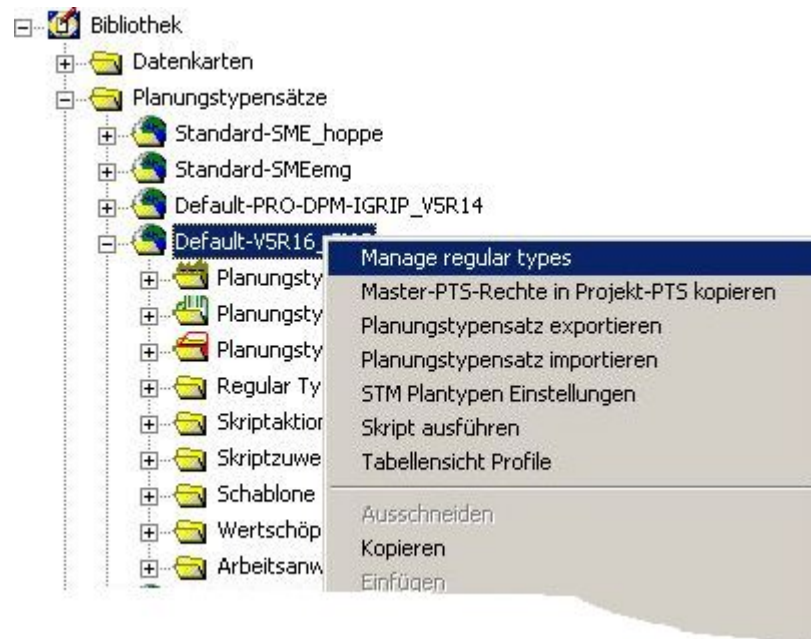 Bibliothek
Datenkarten
Planungstypensätze
Standard-SME_hoppe
Standard-SMEemg
Default-PRO-DPM-IGRIP_V5R14
Default-V5R16_
Planungsty
Planungsty
Planungsty
Regular Ty
Skriptaktion
Skriptzuwe
Schablone
Wertschöp
Arbeitsanw
Manage regular types
Master-PTS-Rechte in Projekt-PTS kopieren
Planungstypensatz exportieren
Planungstypensatz importieren
STM Plantypen Einstellungen
Skript ausführen
Tabellensicht Profile
Ausschneiden
Kopieren
Einfügen